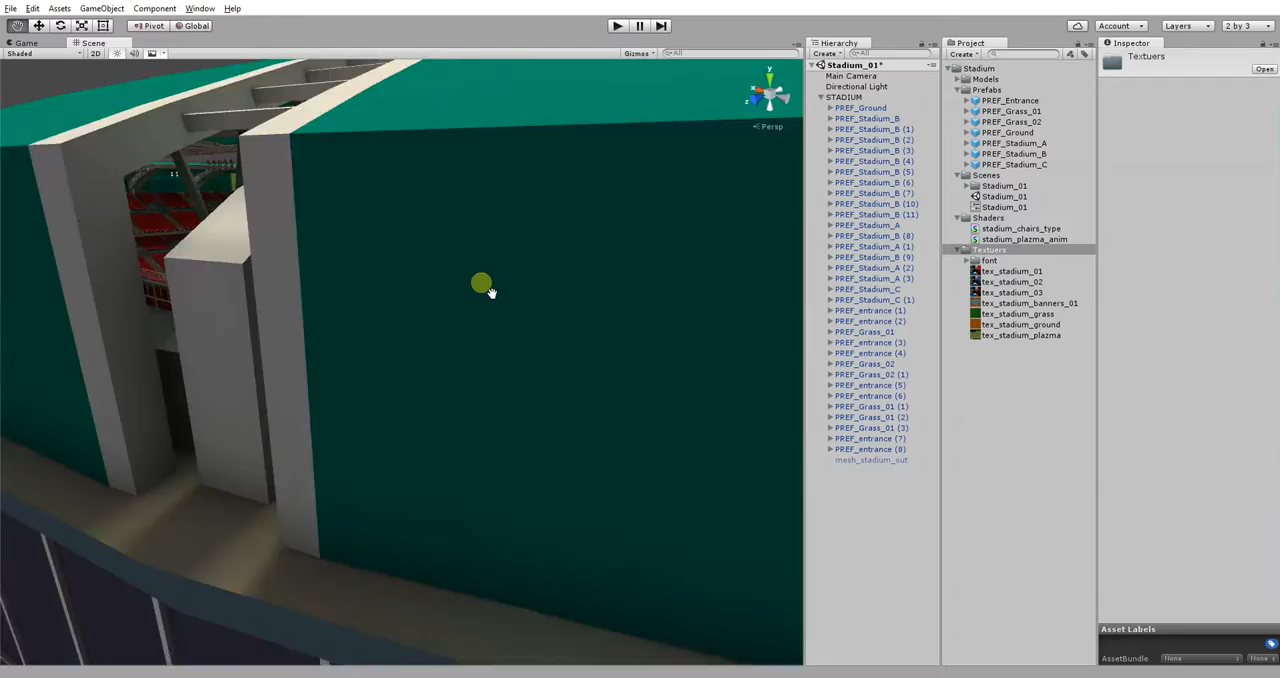 File Edit Assets GameObject Component Window Help
Pivot Global Account Layers 2 by 3
Game Scene
Shaded 2D Gizmos All
y
x
z
Persp
Hierarchy
Create All
Stadium_01*
Main Camera
Directional Light
STADIUM
PREF_Ground
PREF_Stadium_B
PREF_Stadium_B (1)
PREF_Stadium_B (2)
PREF_Stadium_B (3)
PREF_Stadium_B (4)
PREF_Stadium_B (5)
PREF_Stadium_B (6)
PREF_Stadium_B (7)
PREF_Stadium_B (10)
PREF_Stadium_B (11)
PREF_Stadium_A
PREF_Stadium_B (8)
PREF_Stadium_A (1)
PREF_Stadium_B (9)
PREF_Stadium_A (2)
PREF_Stadium_A (3)
PREF_Stadium_C
PREF_Stadium_C (1)
PREF_entrance (1)
PREF_entrance (2)
PREF_Grass_01
PREF_entrance (3)
PREF_entrance (4)
PREF_Grass_02
PREF_Grass_02 (1)
PREF_entrance (5)
PREF_entrance (6)
PREF_Grass_01 (1)
PREF_Grass_01 (2)
PREF_Grass_01 (3)
PREF_entrance (7)
PREF_entrance (8)
mesh_stadium_out
Project
Create
Stadium
Models
Prefabs
PREF_Entrance
PREF_Grass_01
PREF_Grass_02
PREF_Ground
PREF_Stadium_A
PREF_Stadium_B
PREF_Stadium_C
Scenes
Stadium_01
Stadium_01
Stadium_01
Shaders
stadium_chairs_type
stadium_plazma_anim
Textuers
font
tex_stadium_01
tex_stadium_02
tex_stadium_03
tex_stadium_banners_01
tex_stadium_grass
tex_stadium_ground
tex_stadium_plazma
Inspector
Textuers
Open
Asset Labels
AssetBundle None None